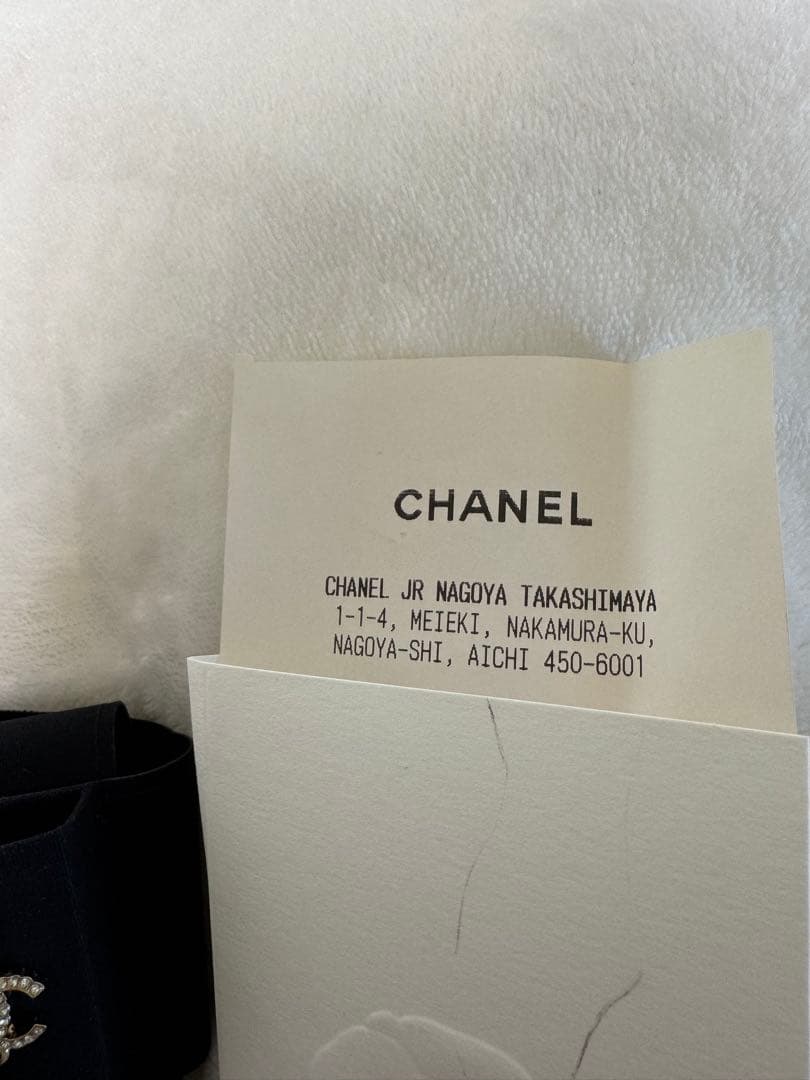 CHANEL
CHANEL JR NAGOYA TAKASHIMAYA
1-1-4, MEIEKI, NAKAMURA-KU,
NAGOYA-SHI, AICHI 450-6001